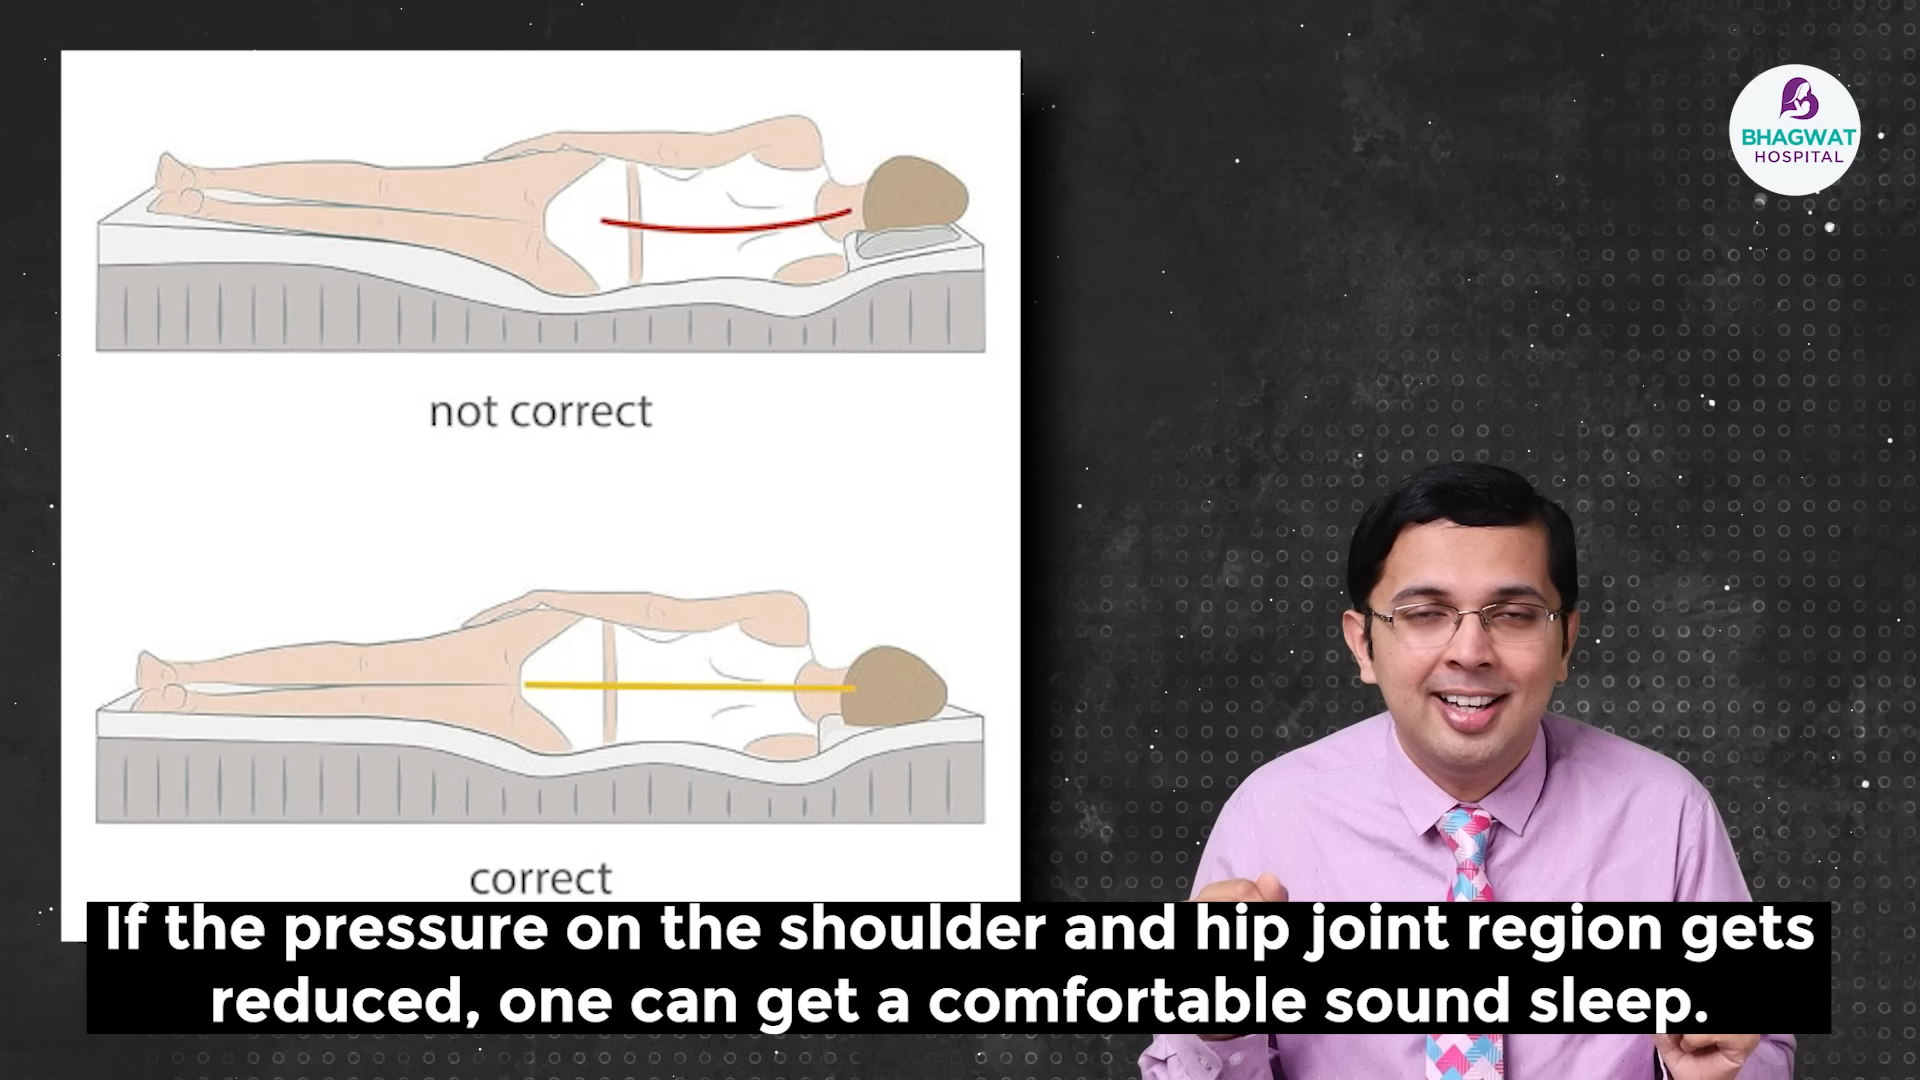 BHAGWAT
HOSPITAL
not correct
correct
If the pressure on the shoulder and hip joint region gets
reduced, one can get a comfortable sound sleep.